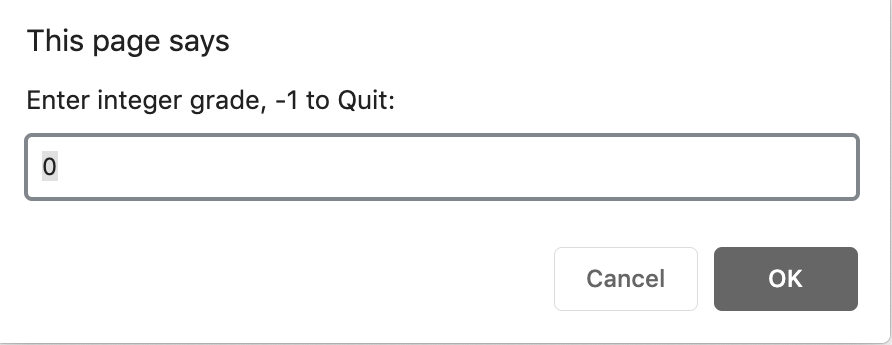 This page says
Enter integer grade, -1 to Quit:
0
Cancel OK